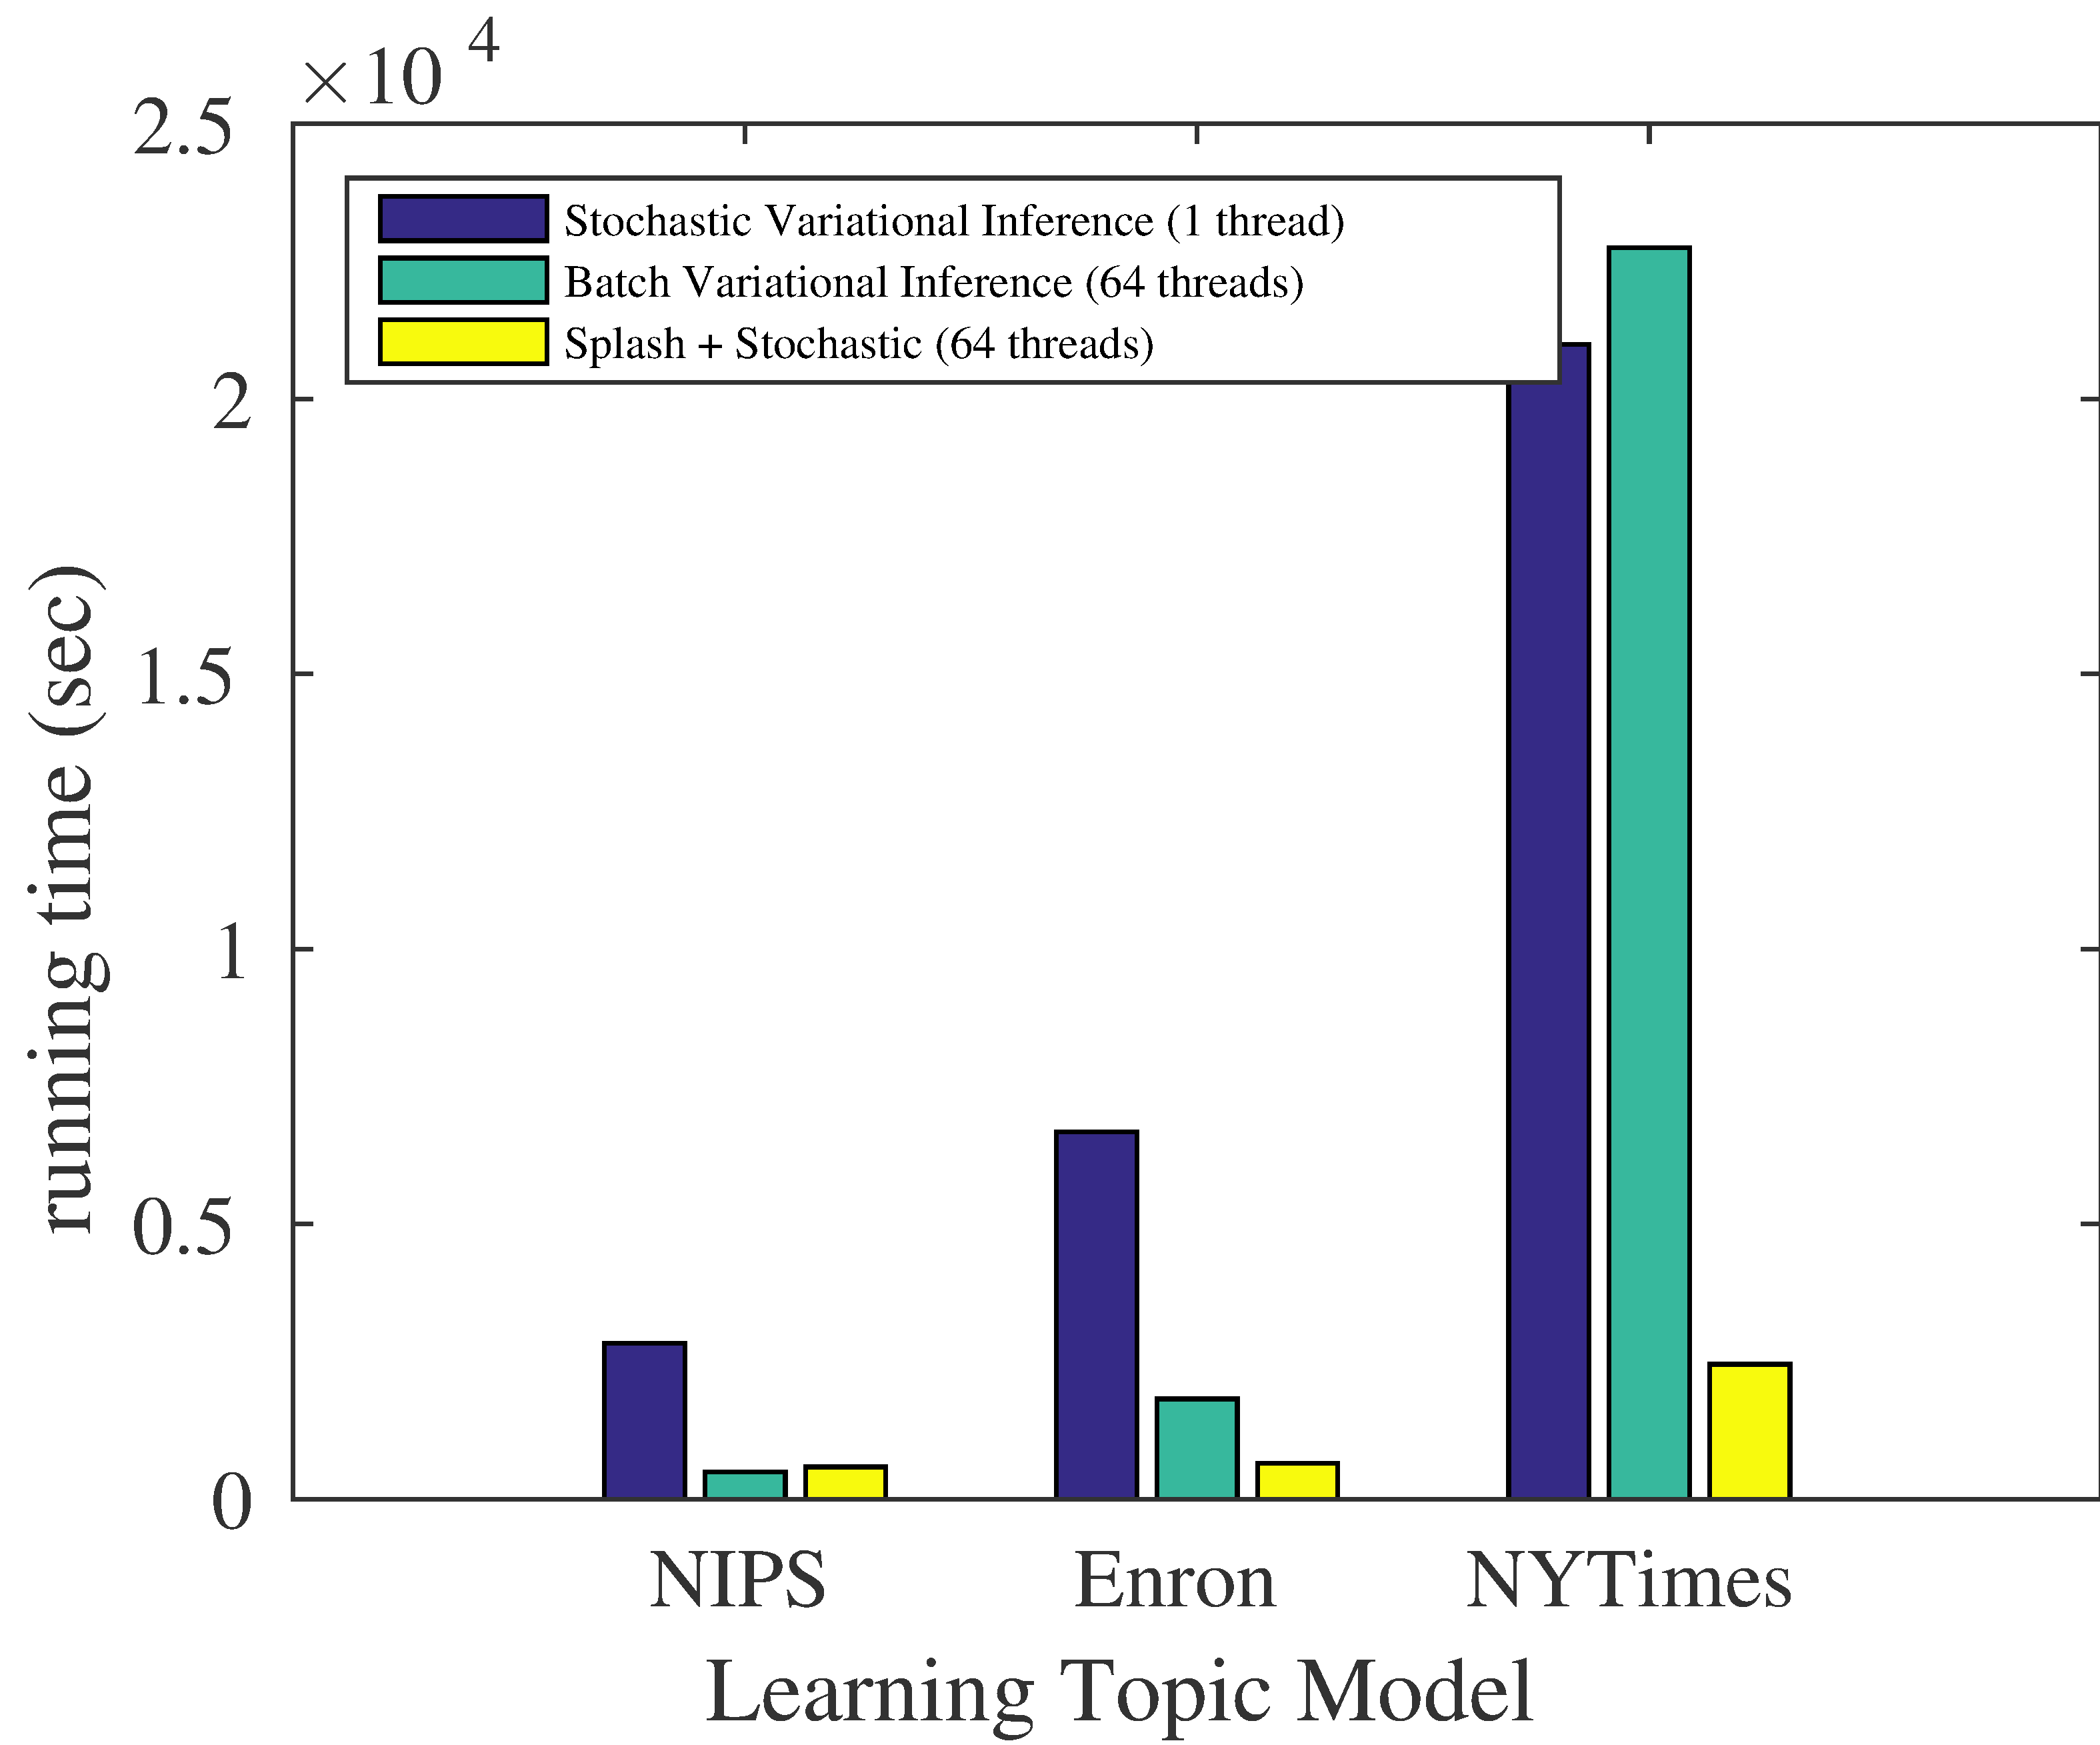 ×10 4
2.5
2
1.5
1
0.5
0
running time (sec)
Stochastic Variational Inference (1 thread)
Batch Variational Inference (64 threads)
Splash + Stochastic (64 threads)
NIPS Enron NYTimes
Learning Topic Model